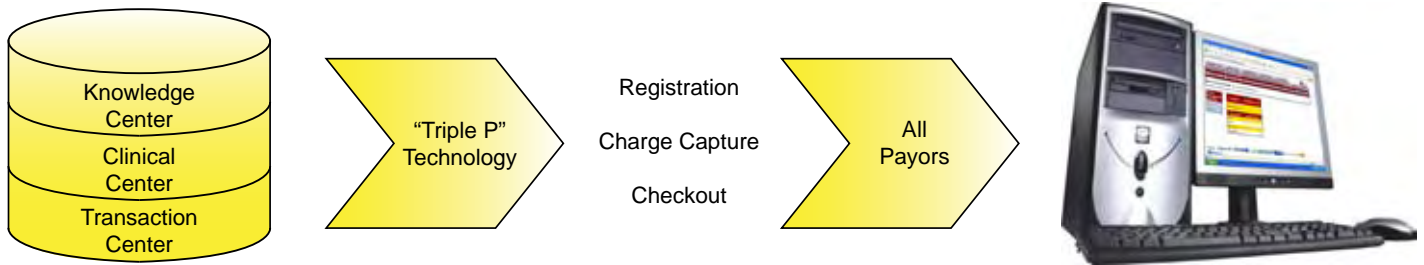 Knowledge
Center
Clinical
Center
Transaction
Center
“Triple P”
Technology
Registration
Charge Capture
Checkout
All
Payors